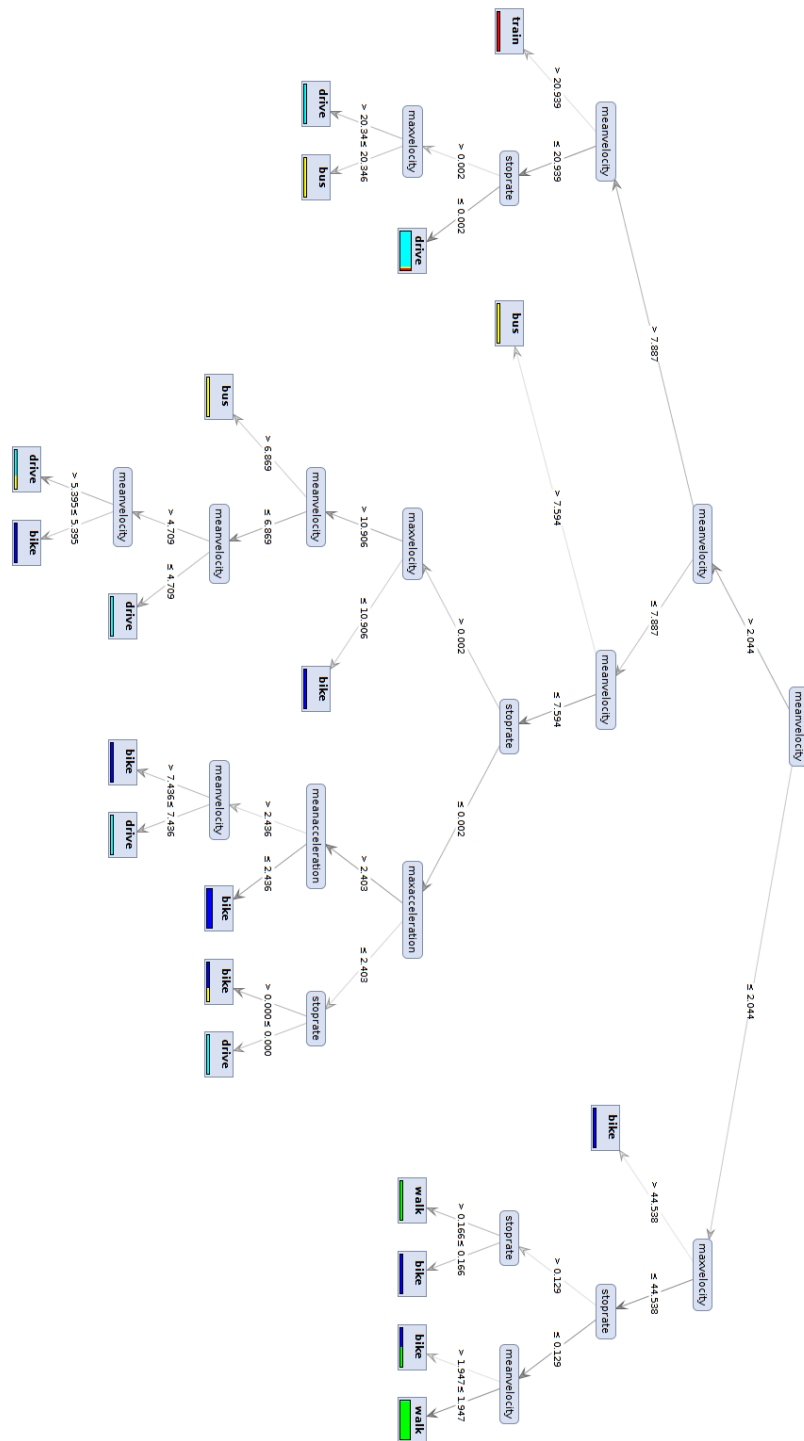 meanvelocity
> 2.044 ≤ 2.044
meanvelocity maxvelocity
> 7.887 ≤ 7.887 > 44.538 ≤ 44.538
meanvelocity meanvelocity bike stoprate
> 20.939 ≤ 20.939 > 7.594 ≤ 7.594 > 0.129 ≤ 0.129
train stoprate bus stoprate stoprate meanvelocity
> 0.002 ≤ 0.002 > 0.002 ≤ 0.002 > 0.166 ≤ 0.166 > 1.947 ≤ 1.947
maxvelocity drive maxvelocity maxacceleration walk bike bike walk
> 20.34 ≤ 20.346 > 10.906 ≤ 10.906 > 2.403 ≤ 2.403
drive bus meanvelocity bike meanacceleration stoprate
> 6.869 ≤ 6.869 > 2.436 ≤ 2.436 > 0.000 ≤ 0.000
bus meanvelocity meanvelocity bike bike drive
> 4.709 ≤ 4.709 > 7.436 ≤ 7.436
meanvelocity drive bike drive
> 5.395 ≤ 5.395
drive bike